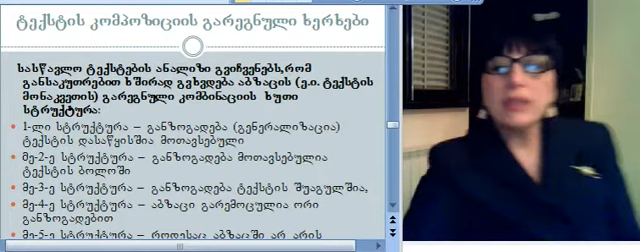 ტექსტის კომპოზიციის გარეგნული ხერხები
სასწავლო ტექსტების ანალიზი გვიჩვენებს,რომ
განსაკუთრებით ხშირად გვხვდება აბზაცის (ე.ი. ტექსტის
მონაკვეთის) გარეგნული კომბინაციის ხუთი
სტრუქტურა:
1-ლი სტრუქტურა – განზოგადება (გენერალიზაცია)
ტექსტის დასაწყისშია მოთავსებული
მე-2-ე სტრუქტურა – განზოგადება მოთავსებულია
ტექსტის ბოლოში
მე-3-ე სტრუქტურა – განზოგადება ტექსტის შუაგულშია,
მე-4-ე სტრუქტურა – აბზაცი გარემოცულია ორი
განზოგადებით
მე-5-ე სტრუქტურა – როდესაც აბზაცში არ არის